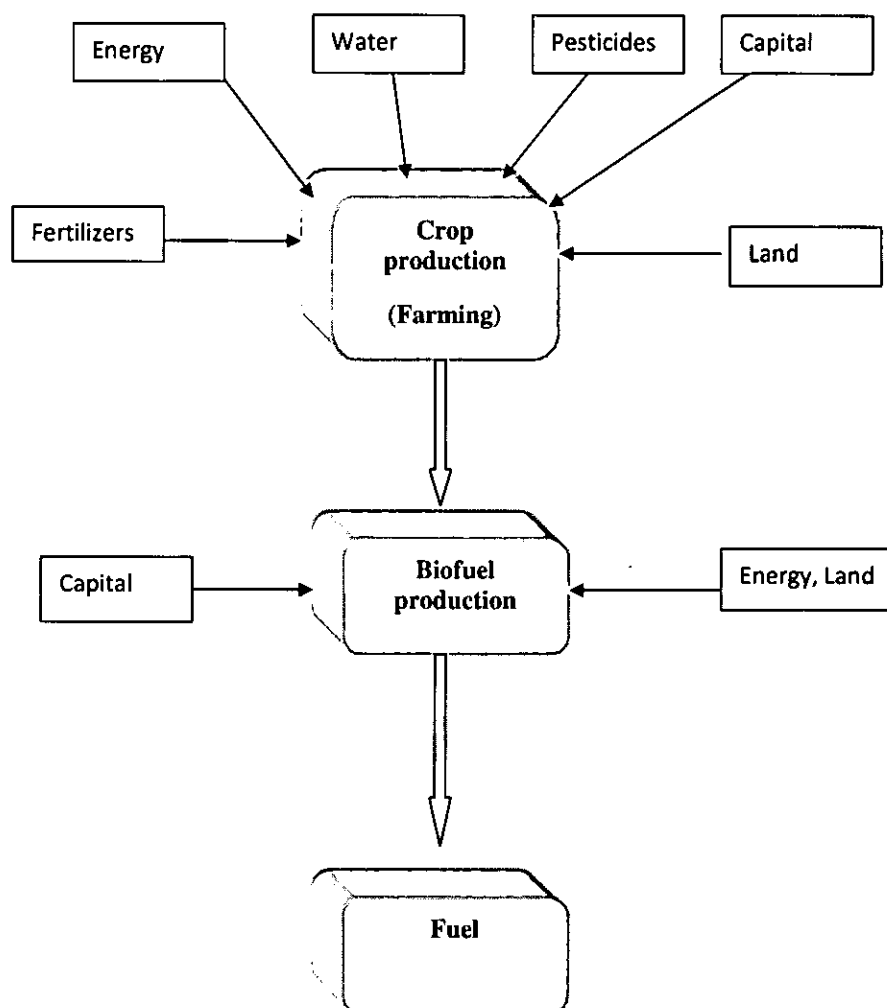 Energy
Water
Pesticides
Capital
Fertilizers
Crop
production
(Farming)
Land
Capital
Biofuel
production
Energy, Land
Fuel